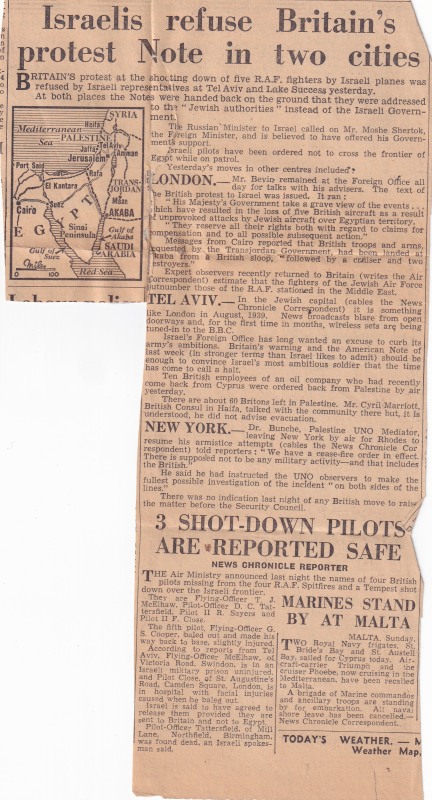 Israelis refuse Britain's
protest Note in two cities
BRITAIN'S protest at the shooting down of five R.A.F. fighters by Israeli planes was
refused by Israeli representatives at Tel Aviv and Lake Success yesterday.
At both places the Notes were handed back on the ground that they were addressed
to the "Jewish authorities" instead of the Israeli Govern-
ment.
The Russian Minister to Israel called on Mr. Moshe Shertok,
the Foreign Minister, and is believed to have offered his Govern-
ment's support.
Israeli pilots have been ordered not to cross the frontier of
Egypt while on patrol.
Yesterday's moves in other centres included:
SYRIA
Mediterranean
Sea
Haifa
PALESTINE
Jaffa
Tel Aviv
Amman
Jerusalem
Port Said
Rafa
TRANS-
JORDAN
El Kantara
Cairo
Suez
Ma'an
AKABA
EGYPT
Gulf of
Akaba
Sinai
Peninsula
Gulf of
Suez
SAUDI
ARABIA
Miles
0 100
Red Sea
LONDON.— Mr. Bevin remained at the Foreign Office all
day for talks with his advisers. The text of
the British protest to Israel was issued. It ran:
"His Majesty's Government take a grave view of the events
which have resulted in the loss of five British aircraft as a result
of unprovoked attacks by Jewish aircraft over Egyptian territory.
"They reserve all their rights both with regard to claims for
compensation and to all possible subsequent action."
Messages from Cairo reported that British troops and arms,
requested by the Transjordan Government, had been landed at
Akaba from a British sloop, "followed by a cruiser and two
destroyers."
Expert observers recently returned to Britain (writes the Air
Correspondent) estimate that the fighters of the Jewish Air Force
outnumber those of the R.A.F. stationed in the Middle East.
TEL AVIV.— In the Jewish capital (cables the News
Chronicle Correspondent) it is something
like London in August, 1939. News broadcasts blare from open
doorways and, for the first time in months, wireless sets are being
tuned-in to the B.B.C.
Israel's Foreign Office has long wanted an excuse to curb its
army's ambitions. Britain's warning and the American Note of
last week (in stronger terms than Israel likes to admit) should be
enough to convince Israel's most ambitious soldier that the time
has come to call a halt.
Ten British employees of an oil company who had recently
come back from Cyprus were ordered back from Palestine by air
yesterday.
There are about 60 Britons left in Palestine. Mr. Cyril Marriott,
British Consul in Haifa, talked with the community there but, it is
understood, he did not advise evacuation.
NEW YORK.— Dr. Bunche, Palestine UNO Mediator,
leaving New York by air for Rhodes to
resume his armistice attempts (cables the News Chronicle Cor
respondent) told reporters: "We have a cease-fire order in effect.
There is supposed to not be any military activity—and that includes
the British."
He said he had instructed the UNO observers to make the
fullest possible investigation of the incident "on both sides of the
lines."
There was no indication last night of any British move to raise
the matter before the Security Council.
3 SHOT-DOWN PILOTS
ARE REPORTED SAFE
NEWS CHRONICLE REPORTER
THE Air Ministry announced last night the names of four British
pilots missing from the four R.A.F. Spitfires and a Tempest shot
down over the Israeli frontier.
They are Flying-Officer T. J.
McElhaw, Pilot-Officer D. C. Tat-
tersfield, Pilot II R. Sayers and
Pilot II F. Close.
The fifth pilot, Flying-Officer G.
S. Cooper, baled out and made his
way back to base, slightly injured.
According to reports from Tel
Aviv, Flying-Officer McElhaw, of
Victoria Road, Swindon, is in an
Israeli military prison uninjured,
and Pilot Close, of St. Augustine's
Road, Camden Square, London, is
in hospital with facial injuries
caused when he baled out.
Israel is said to have agreed to
release them provided they are
sent to Britain and not to Egypt.
Pilot-Officer Tattersfield, of Mill
Lane, Northfield, Birmingham,
was found dead, an Israeli spokes-
man said.
MARINES STAND
BY AT MALTA
MALTA, Sunday.
TWO Royal Navy frigates, St.
Bride's Bay and St. Austell
Bay, sailed for Cyprus today. Air-
craft-carrier Triumph and the
cruiser Phoebe, now cruising in the
Mediterranean, have been recalled
to Malta.
A brigade of Marine commandos
and ancillary troops are standing
by for embarkation. All naval
shore leave has been cancelled.—
News Chronicle Correspondent.
TODAY'S WEATHER. — M
Weather Map,